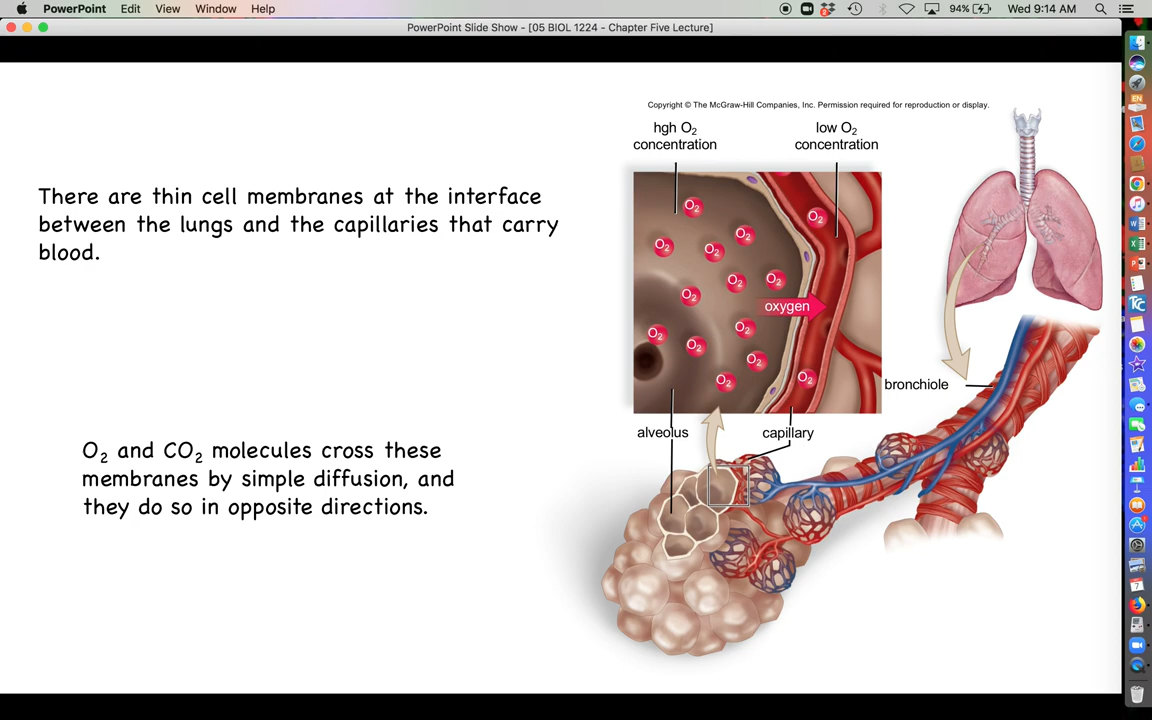 PowerPoint Edit View Window Help
94% Wed 9:14 AM
PowerPoint Slide Show - [05 BIOL 1224 - Chapter Five Lecture]
Copyright © The McGraw-Hill Companies, Inc. Permission required for reproduction or display.
hgh O₂
concentration
low O₂
concentration
There are thin cell membranes at the interface
between the lungs and the capillaries that carry
blood.
O₂
O₂
O₂
O₂
O₂
O₂
O₂
O₂
oxygen
O₂
O₂
O₂
O₂
O₂
O₂
bronchiole
alveolus
capillary
O₂ and CO₂ molecules cross these
membranes by simple diffusion, and
they do so in opposite directions.